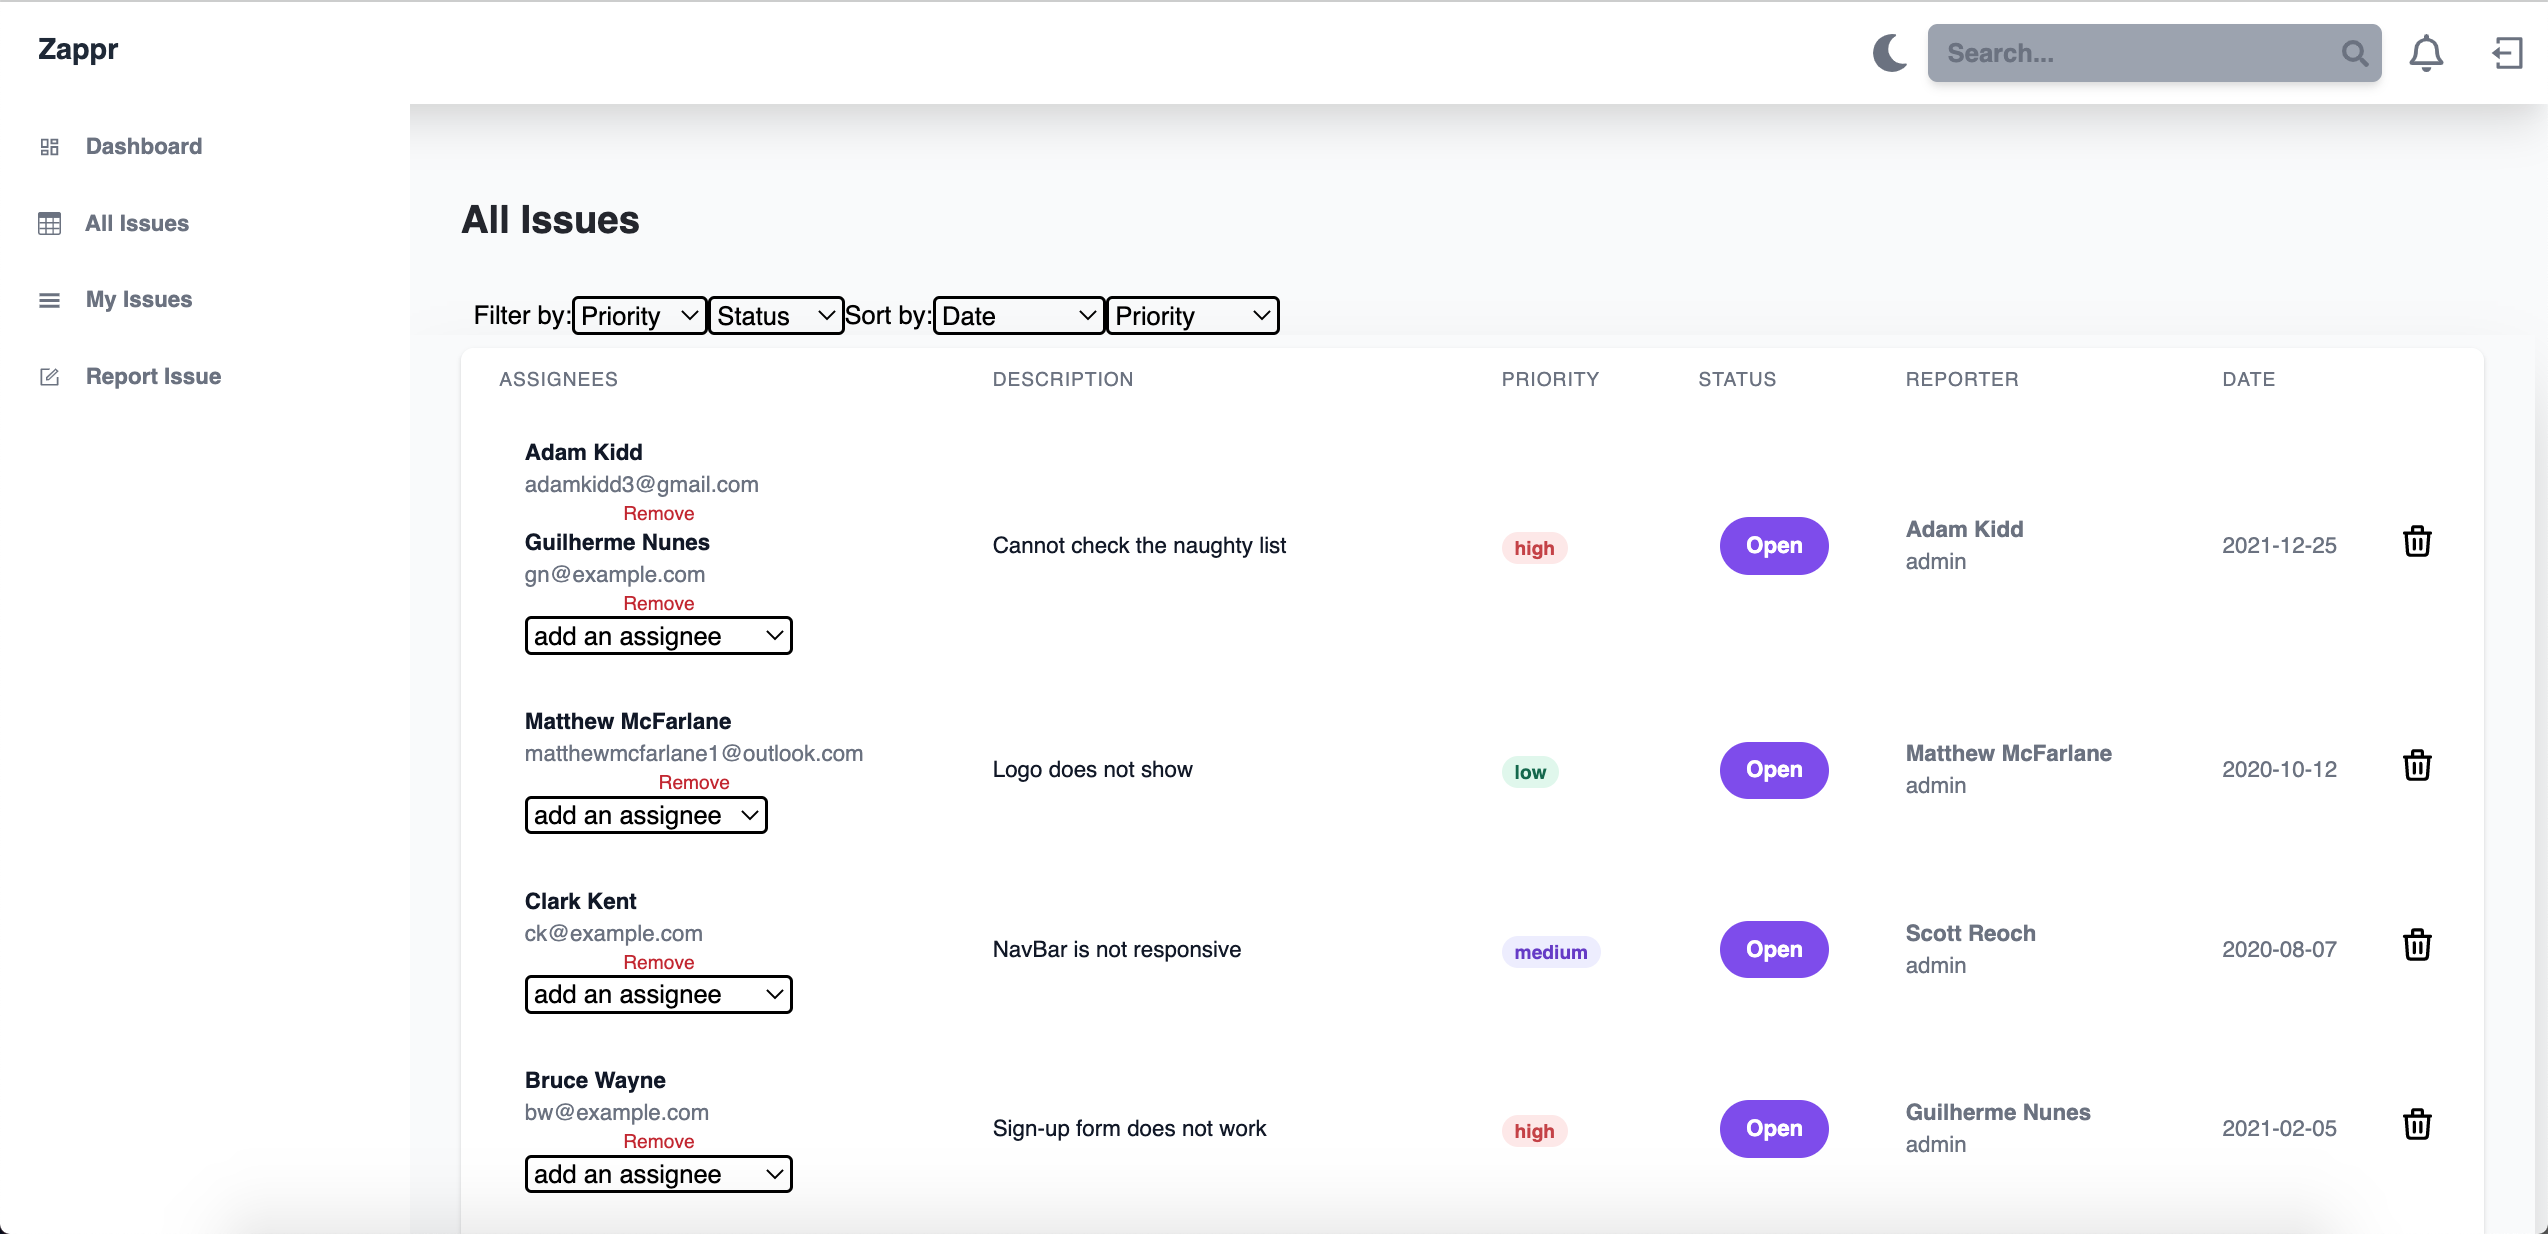 Zappr
Search...
Dashboard
All Issues
My Issues
Report Issue
All Issues
Filter by: Priority Status Sort by: Date Priority
ASSIGNEES DESCRIPTION PRIORITY STATUS REPORTER DATE
Adam Kidd
adamkidd3@gmail.com
Remove
Guilherme Nunes
gn@example.com
Remove
add an assignee
Cannot check the naughty list
high
Open
Adam Kidd
admin
2021-12-25
Matthew McFarlane
matthewmcfarlane1@outlook.com
Remove
add an assignee
Logo does not show
low
Open
Matthew McFarlane
admin
2020-10-12
Clark Kent
ck@example.com
Remove
add an assignee
NavBar is not responsive
medium
Open
Scott Reoch
admin
2020-08-07
Bruce Wayne
bw@example.com
Remove
add an assignee
Sign-up form does not work
high
Open
Guilherme Nunes
admin
2021-02-05